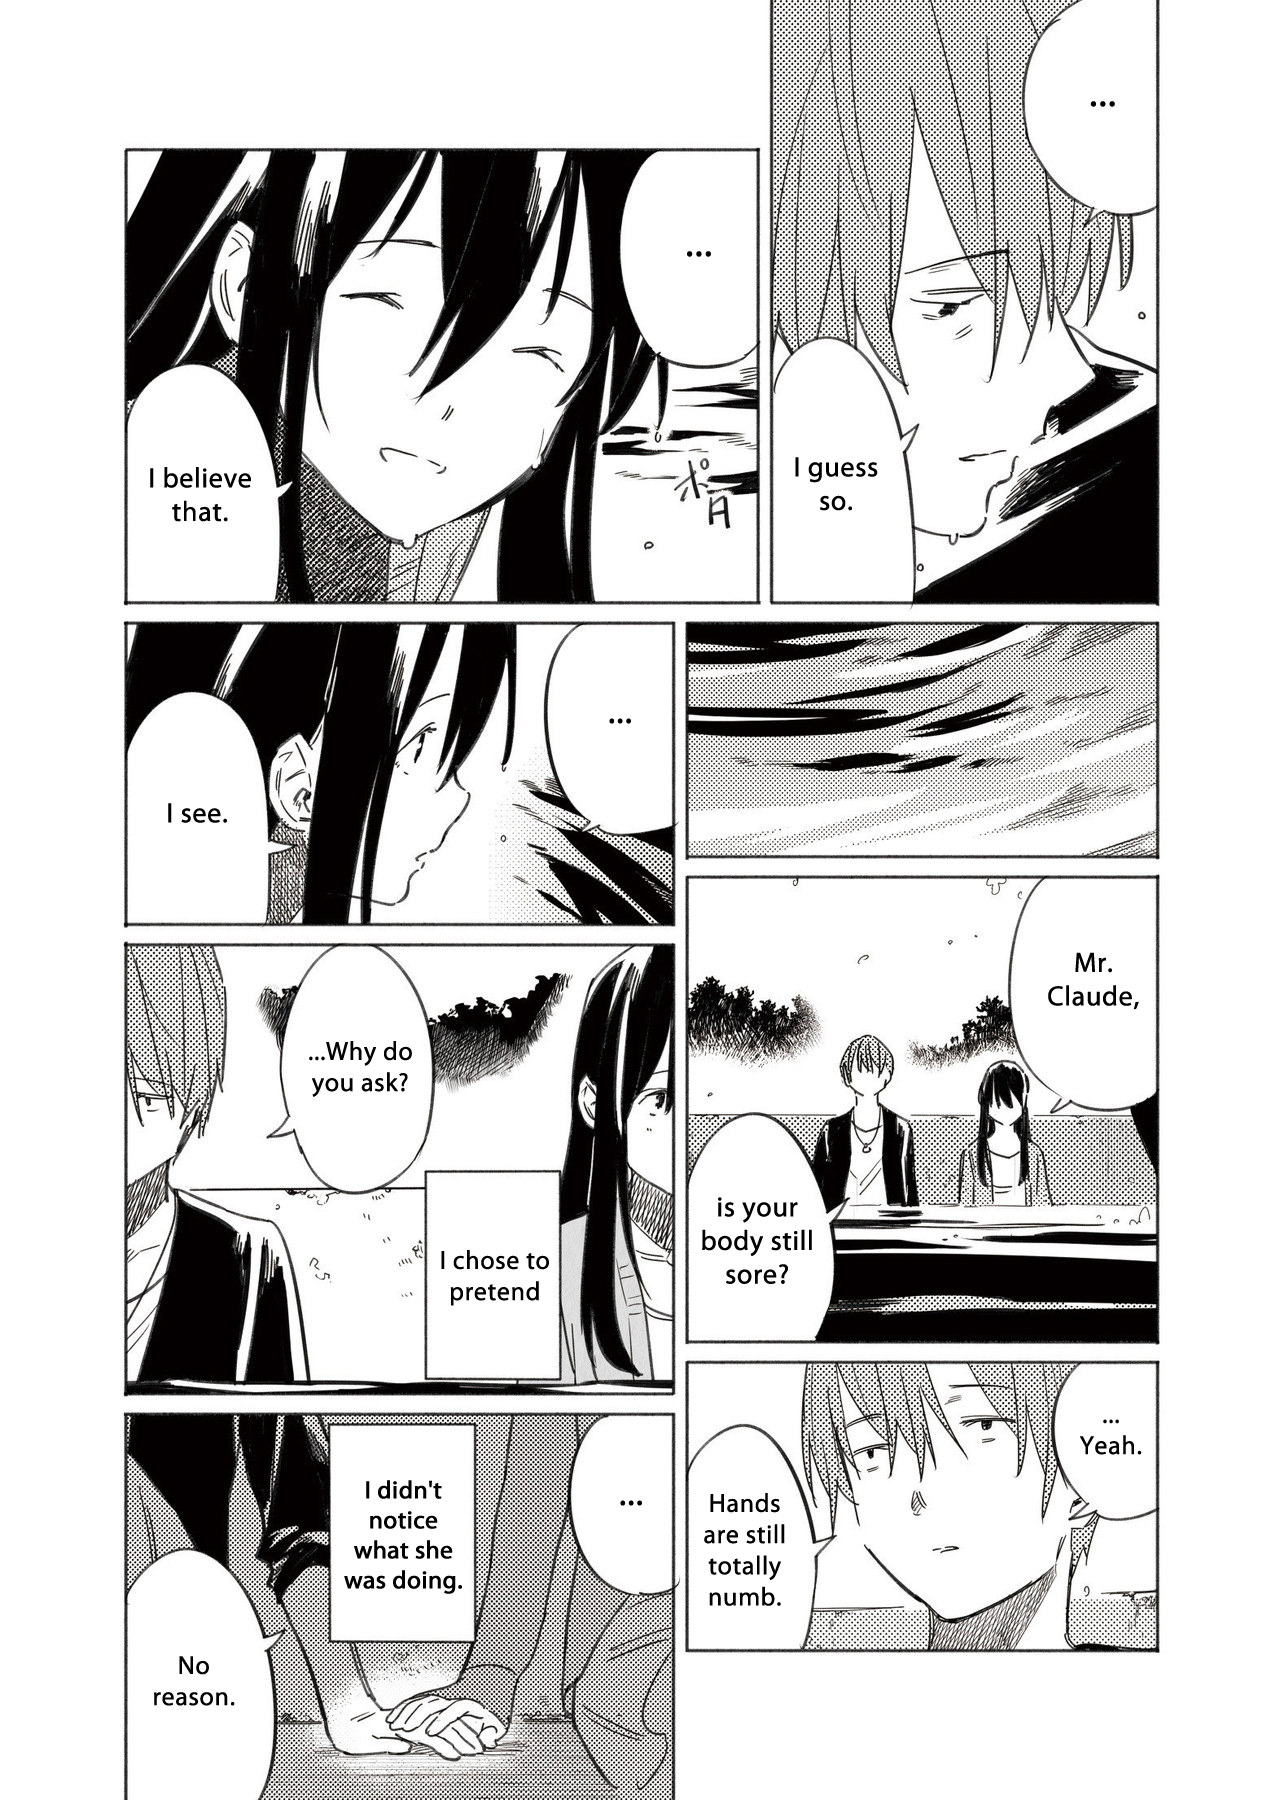 ...
I guess
so.
...
I believe
that.
ポタ
...
I see.
Mr.
Claude,
is your
body still
sore?
...
Yeah.
Hands
are still
totally
numb.
...Why do
you ask?
I chose to
pretend
I didn't
notice
what she
was doing.
...
No
reason.